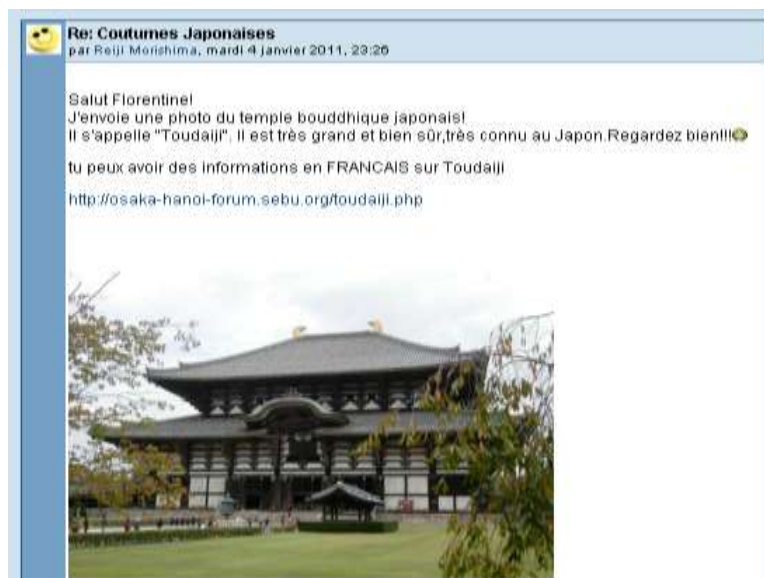 Re: Coutumes Japonaises
par Reiji Morishima, mardi 4 janvier 2011, 23:26
Salut Florentine!
J'envoie une photo du temple bouddhique japonais!
Il s'appelle "Toudaiji". Il est très grand et bien sûr,très connu au Japon.Regardez bien!!!
tu peux avoir des informations en FRANCAIS sur Toudaiji
http://osaka-hanoi-forum.sebu.org/toudaiji.php